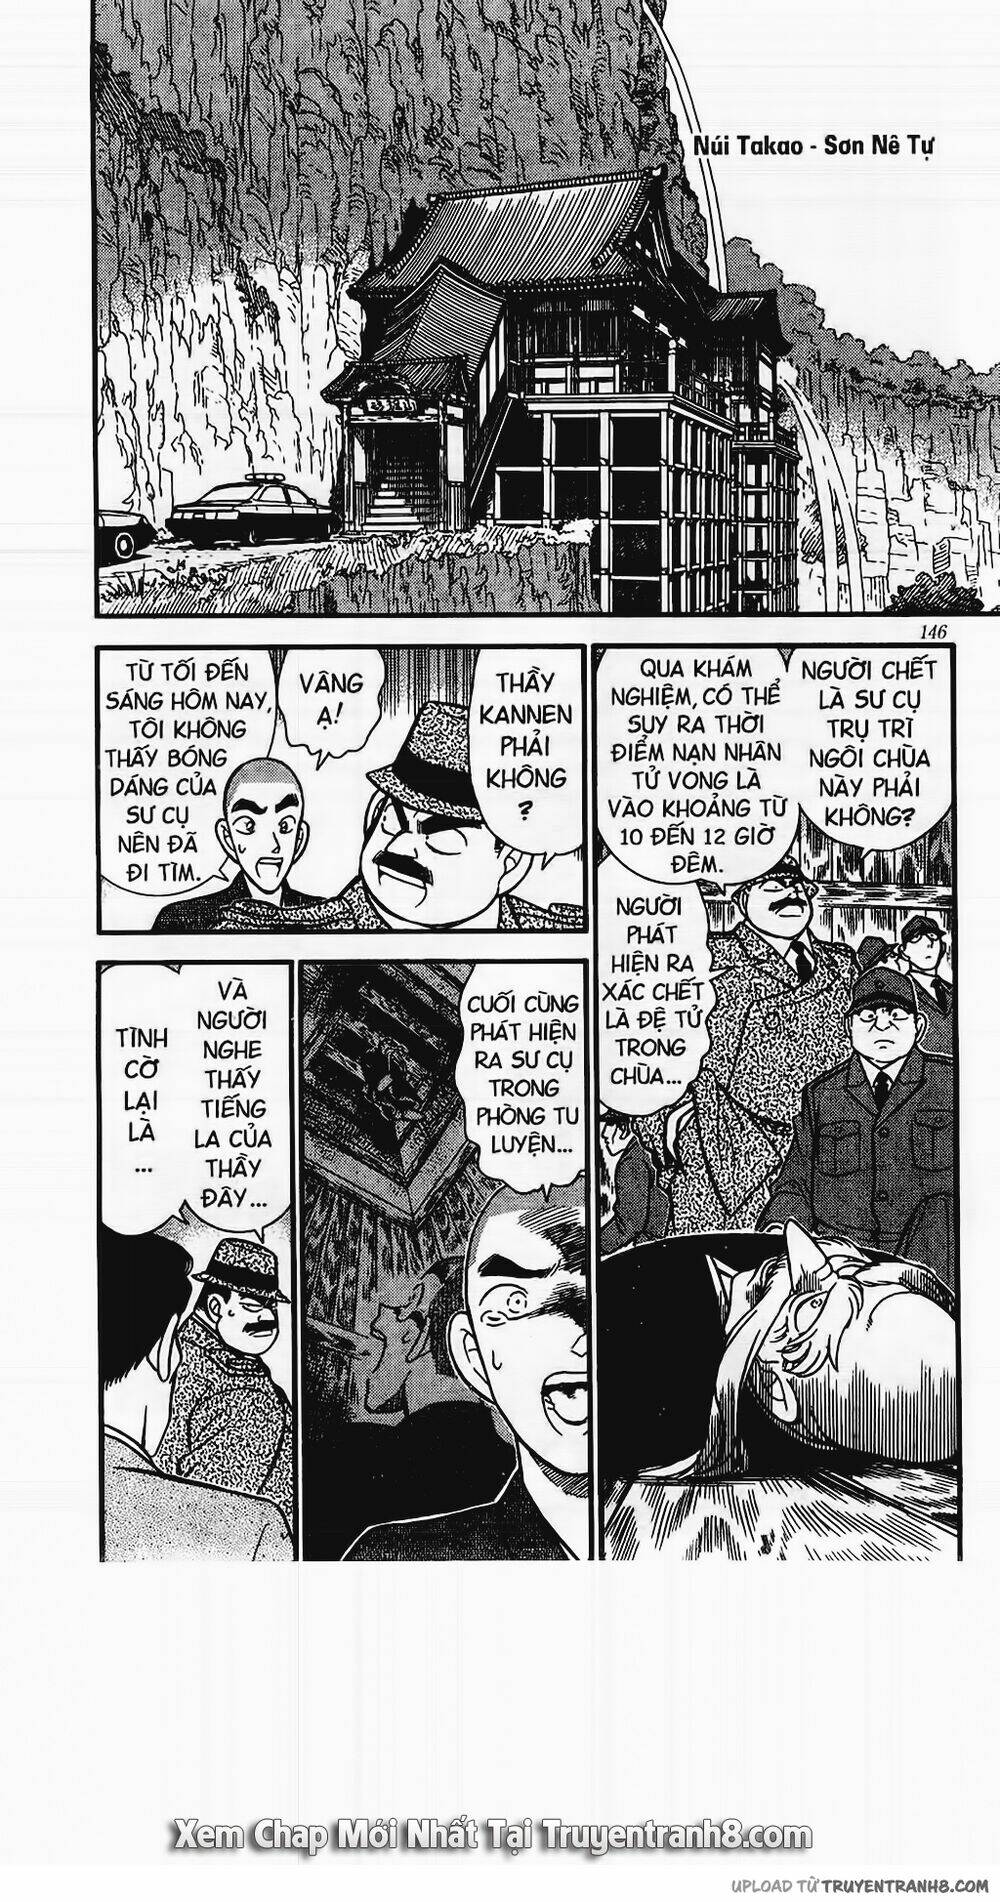 Núi Takao - Sơn Nê Tự
146
NGƯỜI CHẾT
LÀ SƯ CỤ
TRỤ TRÌ
NGÔI CHÙA
NÀY PHẢI
KHÔNG?
QUA KHÁM
NGHIỆM, CÓ THỂ
SUY RA THỜI
ĐIỂM NẠN NHÂN
TỬ VONG LÀ
VÀO KHOẢNG TỪ
10 ĐẾN 12 GIỜ
ĐÊM.
NGƯỜI
PHÁT
HIỆN RA
XÁC CHẾT
LÀ ĐỆ TỬ
TRONG
CHÙA...
THẦY
KANNEN
PHẢI
KHÔNG
?
VÂNG
Ạ!
TỪ TỐI ĐẾN
SÁNG HÔM NAY,
TÔI KHÔNG
THẤY BÓNG
DÁNG CỦA
SƯ CỤ
NÊN ĐÃ
ĐI TÌM.
CUỐI CÙNG
PHÁT HIỆN
RA SƯ CỤ
TRONG
PHÒNG TU
LUYỆN...
VÀ
NGƯỜI
NGHE
THẤY
TIẾNG
LA CỦA
THẦY
ĐÂY...
TÌNH
CỜ
LẠI
LÀ
...
Xem Chap Mới Nhất Tại Truyentranh8.com
UPLOAD TỪ TRUYENTRANH8.COM